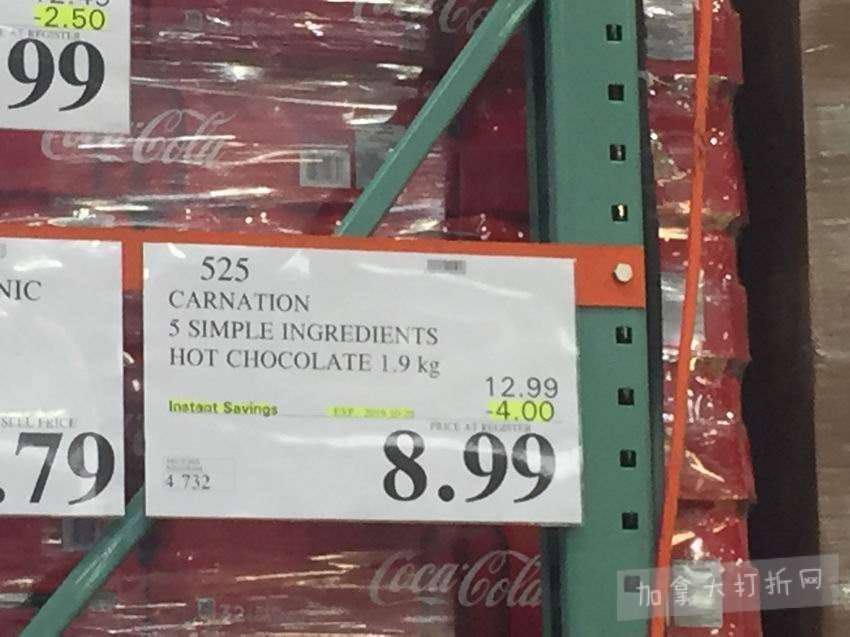 -2.50
99
Coca-Cola
NIC
SELL PRICE
.79
525
CARNATION
5 SIMPLE INGREDIENTS
HOT CHOCOLATE 1.9 kg
12.99
Instant Savings
-4.00
PRICE AT REGISTER
8.99
4.732
Coca-Cola
加拿大打折网